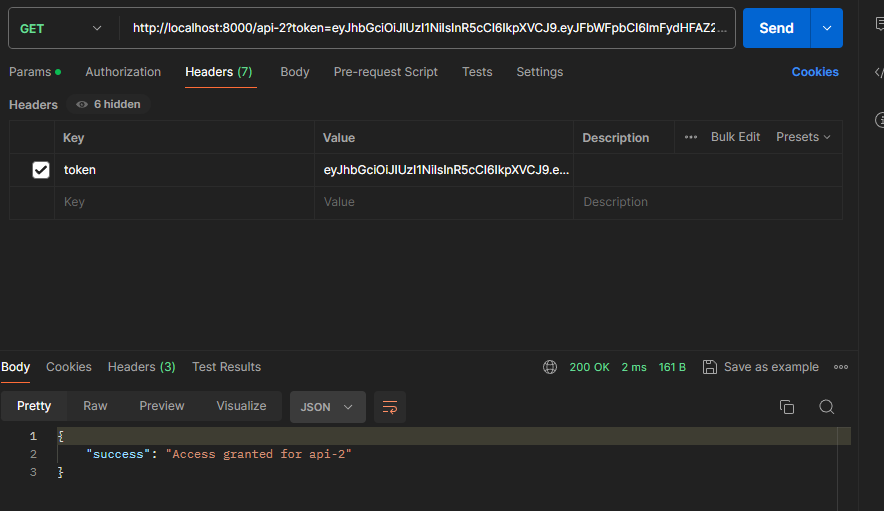 GET http://localhost:8000/api-2?token=eyJhbGciOiJIUzI1NiIsInR5cCI6IkpXVCJ9.eyJFbWFpbCI6ImFydHFAZ2... Send
Params Authorization Headers (7) Body Pre-request Script Tests Settings Cookies
Headers 6 hidden
Key Value Description Bulk Edit Presets
token eyJhbGciOiJIUzI1NiIsInR5cCI6IkpXVCJ9.e...
Key Value Description
Body Cookies Headers (3) Test Results 200 OK 2 ms 161 B Save as example
Pretty Raw Preview Visualize JSON
1 {
2 "success": "Access granted for api-2"
3 }